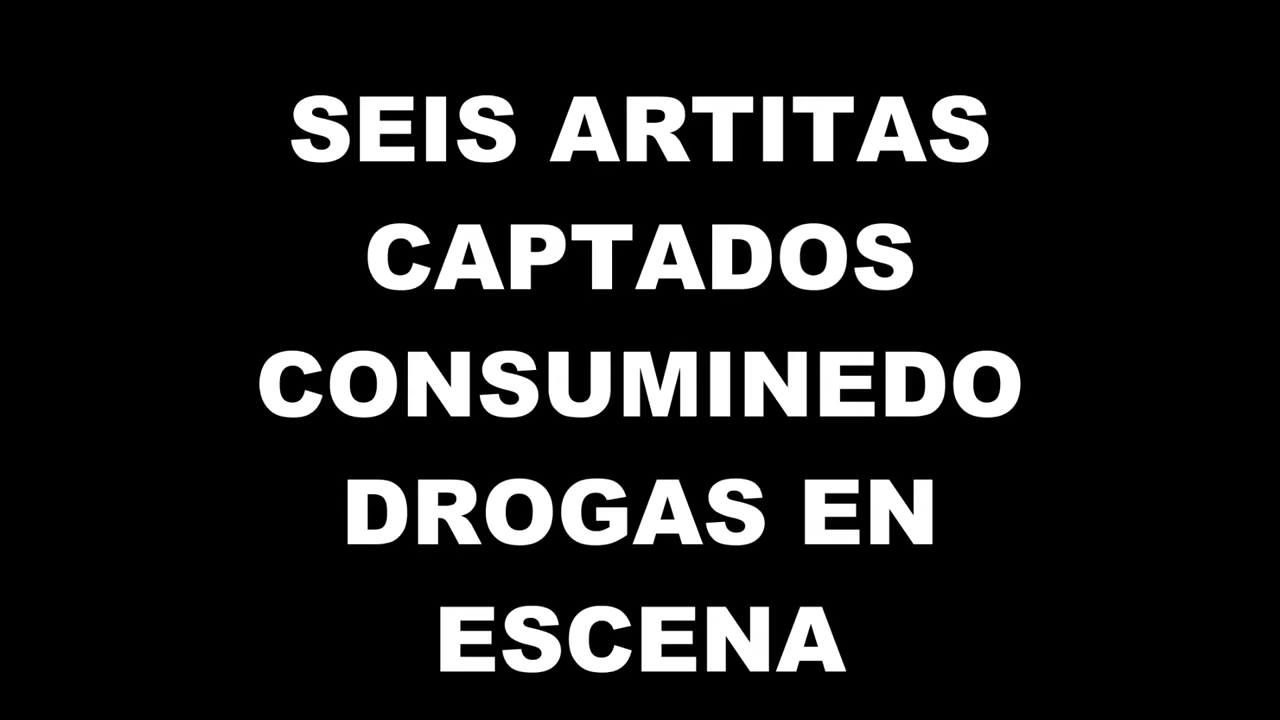 SEIS ARTITAS
CAPTADOS
CONSUMINEDO
DROGAS EN
ESCENA